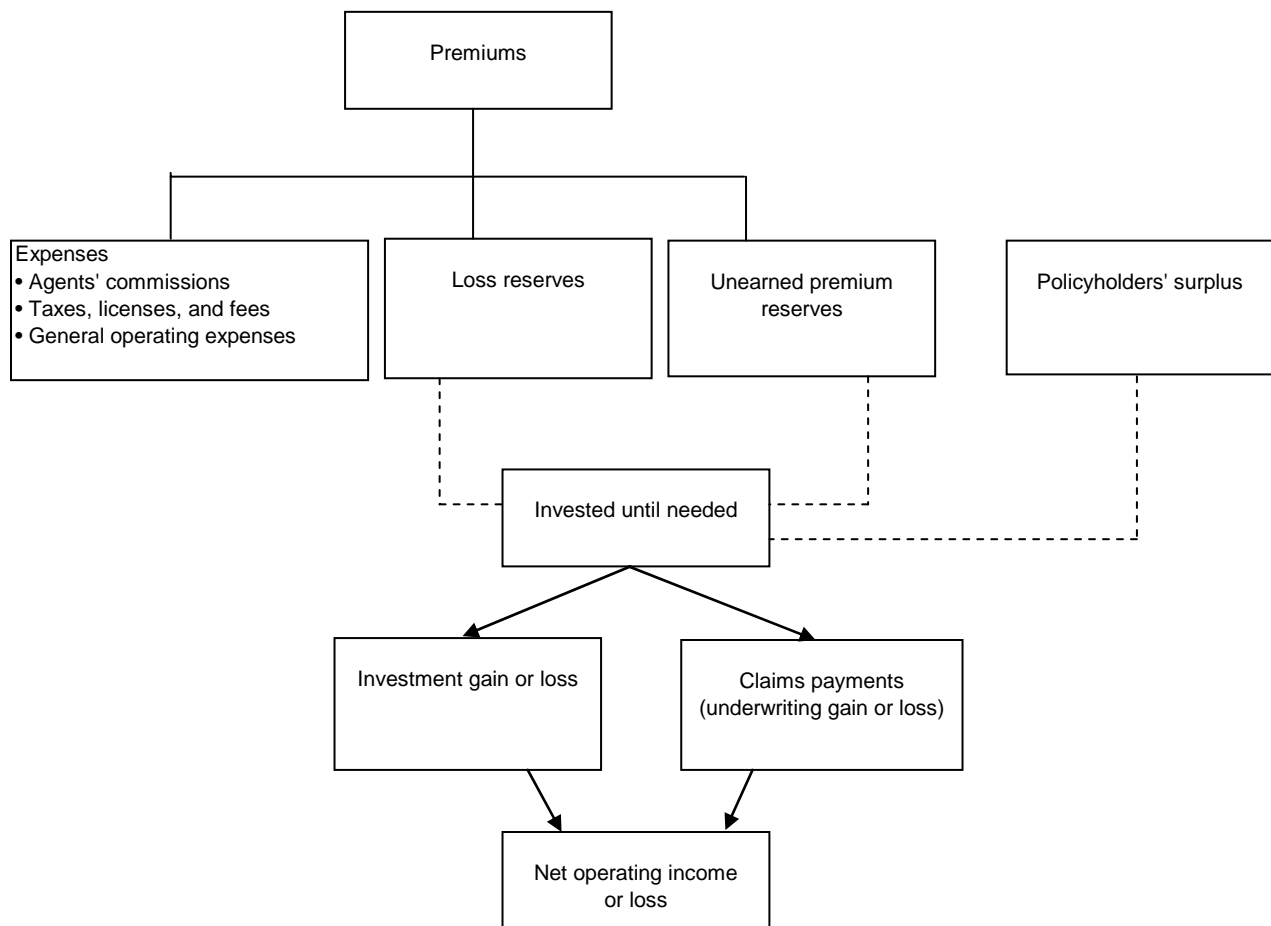 Premiums
Expenses
• Agents' commissions
• Taxes, licenses, and fees
• General operating expenses
Loss reserves
Unearned premium
reserves
Policyholders' surplus
Invested until needed
Investment gain or loss
Claims payments
(underwriting gain or loss)
Net operating income
or loss